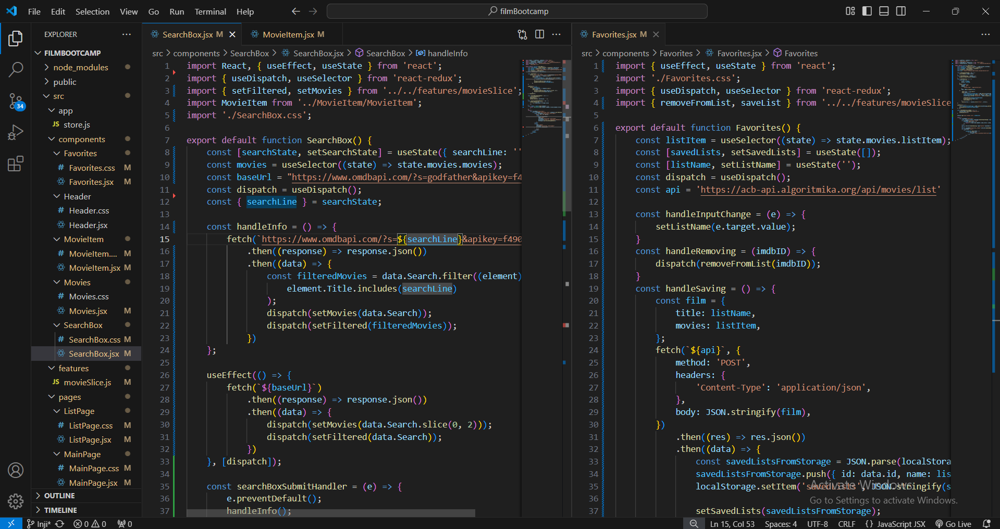 File Edit Selection View Go Run Terminal Help
filmBootcamp
EXPLORER
FILMBOOTCAMP
node_modules
public
src
app
JS store.js
components
Favorites
# Favorites.css M
Favorites.jsx M
Header
# Header.css
Header.jsx
MovieItem
# MovieItem.... M
MovieItem.jsx M
Movies
# Movies.css
Movies.jsx M
SearchBox
# SearchBox.css M
SearchBox.jsx M
features
JS movieSlice.js M
pages
ListPage
# ListPage.css M
ListPage.jsx M
MainPage
# MainPage.css M
MainPage.jsx M
OUTLINE
TIMELINE
34
SearchBox.jsx M
MovieItem.jsx M
src > components > SearchBox > SearchBox.jsx > SearchBox > handleInfo
1 import React, { useEffect, useState } from 'react';
2 import { useDispatch, useSelector } from 'react-redux';
3 import { setFiltered, setMovies } from '../../features/movieSlice';
4 import MovieItem from '../MovieItem/MovieItem';
5 import './SearchBox.css';
6
7 export default function SearchBox() {
8 const [searchState, setSearchState] = useState({ searchLine: ''
9 const movies = useSelector((state) => state.movies.movies);
10 const baseUrl = "https://www.omdbapi.com/?s=godfather&apikey=f4
11 const dispatch = useDispatch();
12 const { searchLine } = searchState;
13
14 const handleInfo = () => {
15 fetch(`https://www.omdbapi.com/?s=${searchLine}&apikey=f490
16 .then((response) => response.json())
17 .then((data) => {
18 const filteredMovies = data.Search.filter((element)
19 element.Title.includes(searchLine)
20 );
21 dispatch(setMovies(data.Search));
22 dispatch(setFiltered(filteredMovies));
23 })
24 };
25
26 useEffect(() => {
27 fetch(`${baseUrl}`)
28 .then((response) => response.json())
29 .then((data) => {
30 dispatch(setMovies(data.Search.slice(0, 2)));
31 dispatch(setFiltered(data.Search));
32 })
33 }, [dispatch]);
34
35 const searchBoxSubmitHandler = (e) => {
36 e.preventDefault();
37 handleInfo();
Favorites.jsx M
src > components > Favorites > Favorites.jsx > Favorites
1 import { useEffect, useState } from 'react';
2 import './Favorites.css';
3 import { useDispatch, useSelector } from 'react-redux';
4 import { removeFromList, saveList } from '../../features/movieSlice
5
6 export default function Favorites() {
7 const listItem = useSelector((state) => state.movies.listItem);
8 const [savedLists, setSavedLists] = useState([]);
9 const [listName, setListName] = useState('');
10 const dispatch = useDispatch();
11 const api = 'https://acb-api.algoritmika.org/api/movies/list'
12
13 const handleInputChange = (e) => {
14 setListName(e.target.value);
15 }
16 const handleRemoving = (imdbID) => {
17 dispatch(removeFromList(imdbID));
18 }
19 const handleSaving = () => {
20 const film = {
21 title: listName,
22 movies: listItem,
23 };
24 fetch(`${api}`, {
25 method: 'POST',
26 headers: {
27 'Content-Type': 'application/json',
28 },
29 body: JSON.stringify(film),
30 })
31 .then((res) => res.json())
32 .then((data) => {
33 const savedListsFromStorage = JSON.parse(localStora
34 savedListsFromStorage.push({ id: data.id, name: lis
35 localStorage.setItem('savedLists', JSON.stringify(s
36
37 setSavedLists(savedListsFromStorage);
Activate Windows
Go to Settings to activate Windows.
Inji* 0 0 0
Ln 15, Col 53 Spaces: 4 UTF-8 CRLF {} JavaScript JSX Go Live